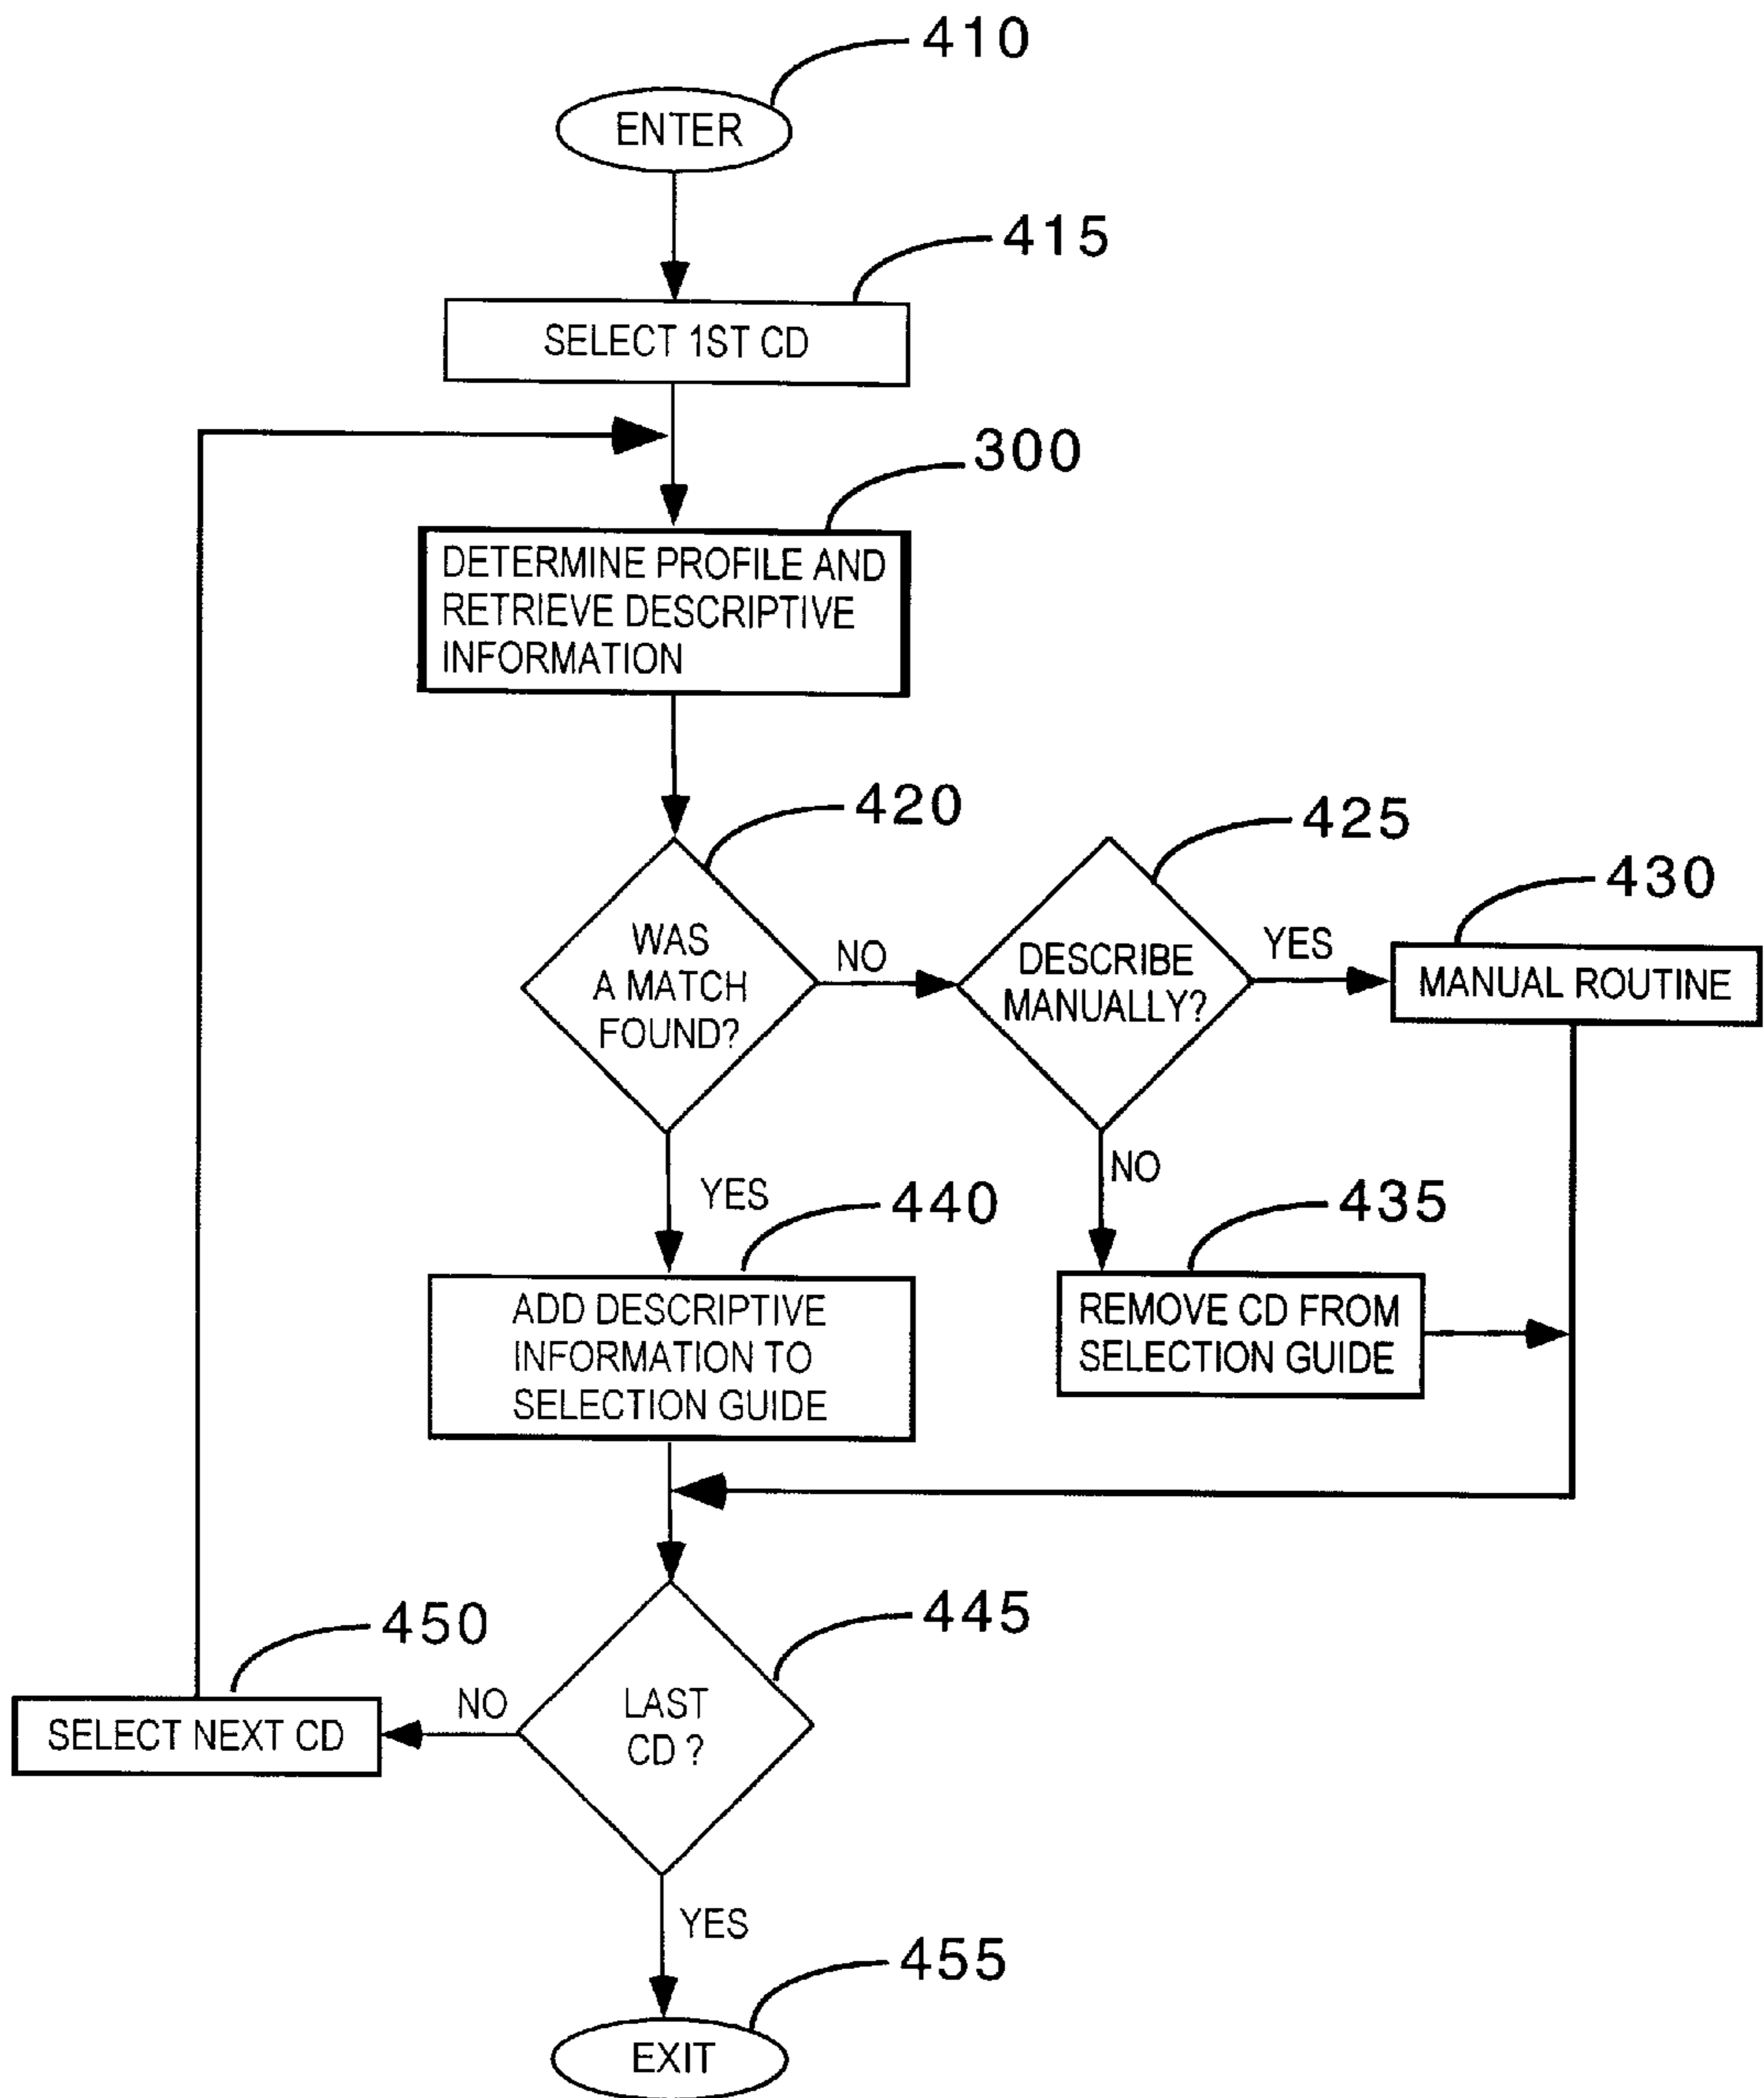 410
ENTER
415
SELECT 1ST CD
300
DETERMINE PROFILE AND
RETRIEVE DESCRIPTIVE
INFORMATION
420
WAS
A MATCH
FOUND?
NO
425
DESCRIBE
MANUALLY?
YES
430
MANUAL ROUTINE
NO
435
REMOVE CD FROM
SELECTION GUIDE
YES
440
ADD DESCRIPTIVE
INFORMATION TO
SELECTION GUIDE
445
LAST
CD ?
NO
450
SELECT NEXT CD
YES
455
EXIT